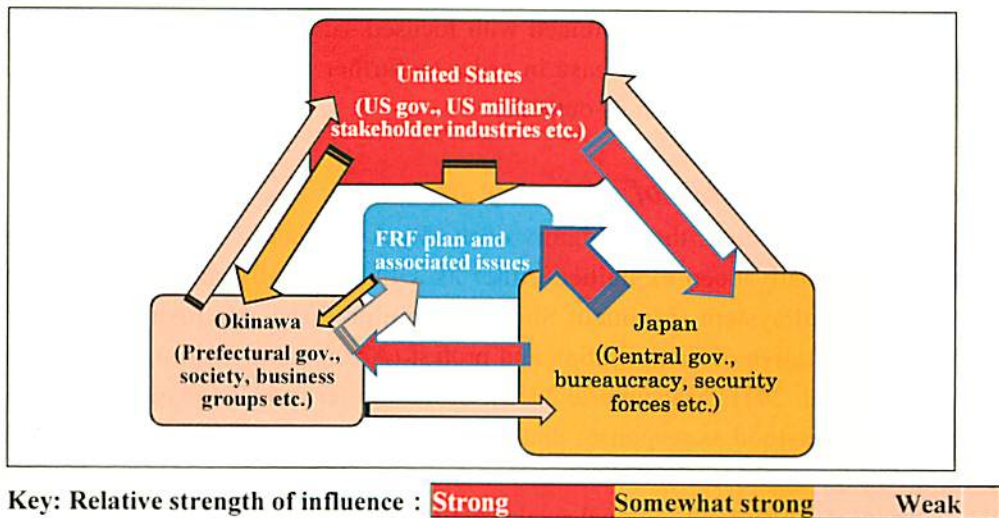 United States
(US gov., US military,
stakeholder industries etc.)
FRF plan and
associated issues
Okinawa
(Prefectural gov.,
society, business
groups etc.)
Japan
(Central gov.,
bureaucracy, security
forces etc.)
Key: Relative strength of influence : Strong Somewhat strong Weak